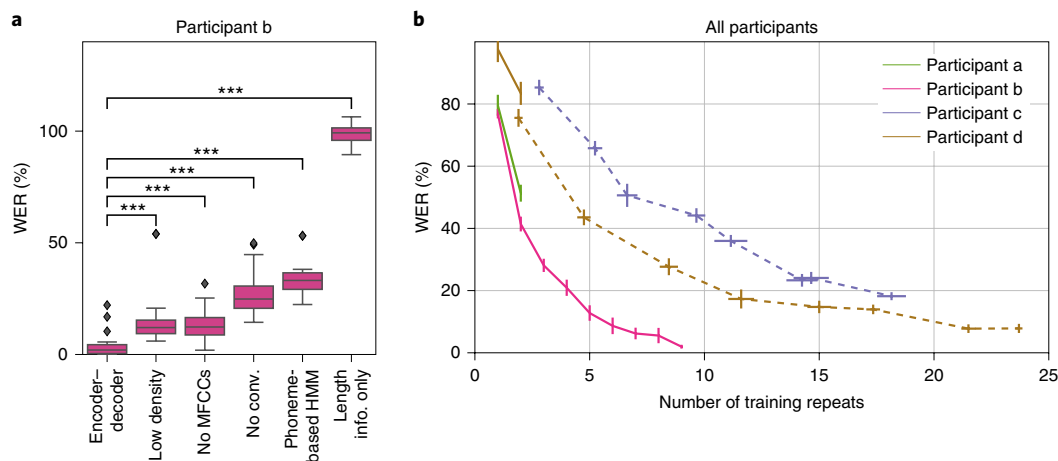 a
Participant b
WER (%)
100
50
0
***
***
***
***
***
Encoder–
decoder
Low density
No MFCCs
No conv.
Phoneme-
based HMM
Length
info. only
b
All participants
WER (%)
80
60
40
20
0
0
5
10
15
20
25
Number of training repeats
Participant a
Participant b
Participant c
Participant d